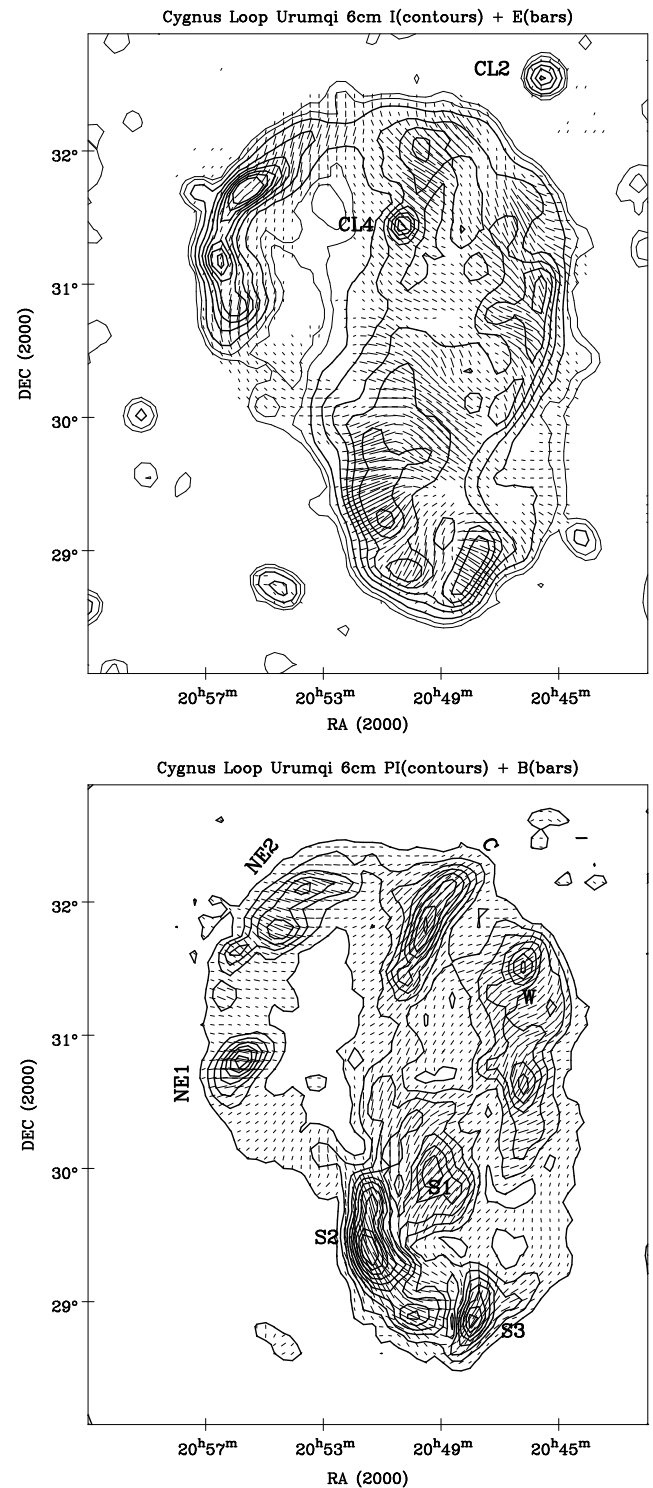 Cygnus Loop Urumqi 6cm I(contours) + E(bars)
CL2
32°
CL4
31°
DEC (2000)
30°
29°
20ʰ57ᵐ 20ʰ53ᵐ 20ʰ49ᵐ 20ʰ45ᵐ
RA (2000)
Cygnus Loop Urumqi 6cm PI(contours) + B(bars)
NE2
C
32°
W
31°
NE1
DEC (2000)
30°
S1
S2
29°
S3
20ʰ57ᵐ 20ʰ53ᵐ 20ʰ49ᵐ 20ʰ45ᵐ
RA (2000)